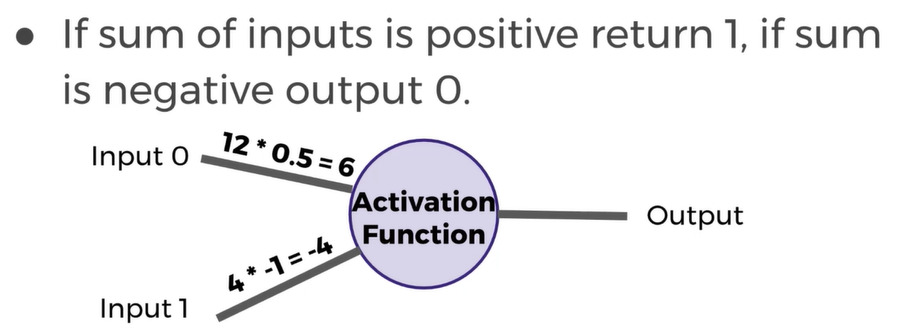 ● If sum of inputs is positive return 1, if sum
is negative output 0.
Input 0
12 * 0.5 = 6
Activation
Function
Output
4 * -1 = -4
Input 1